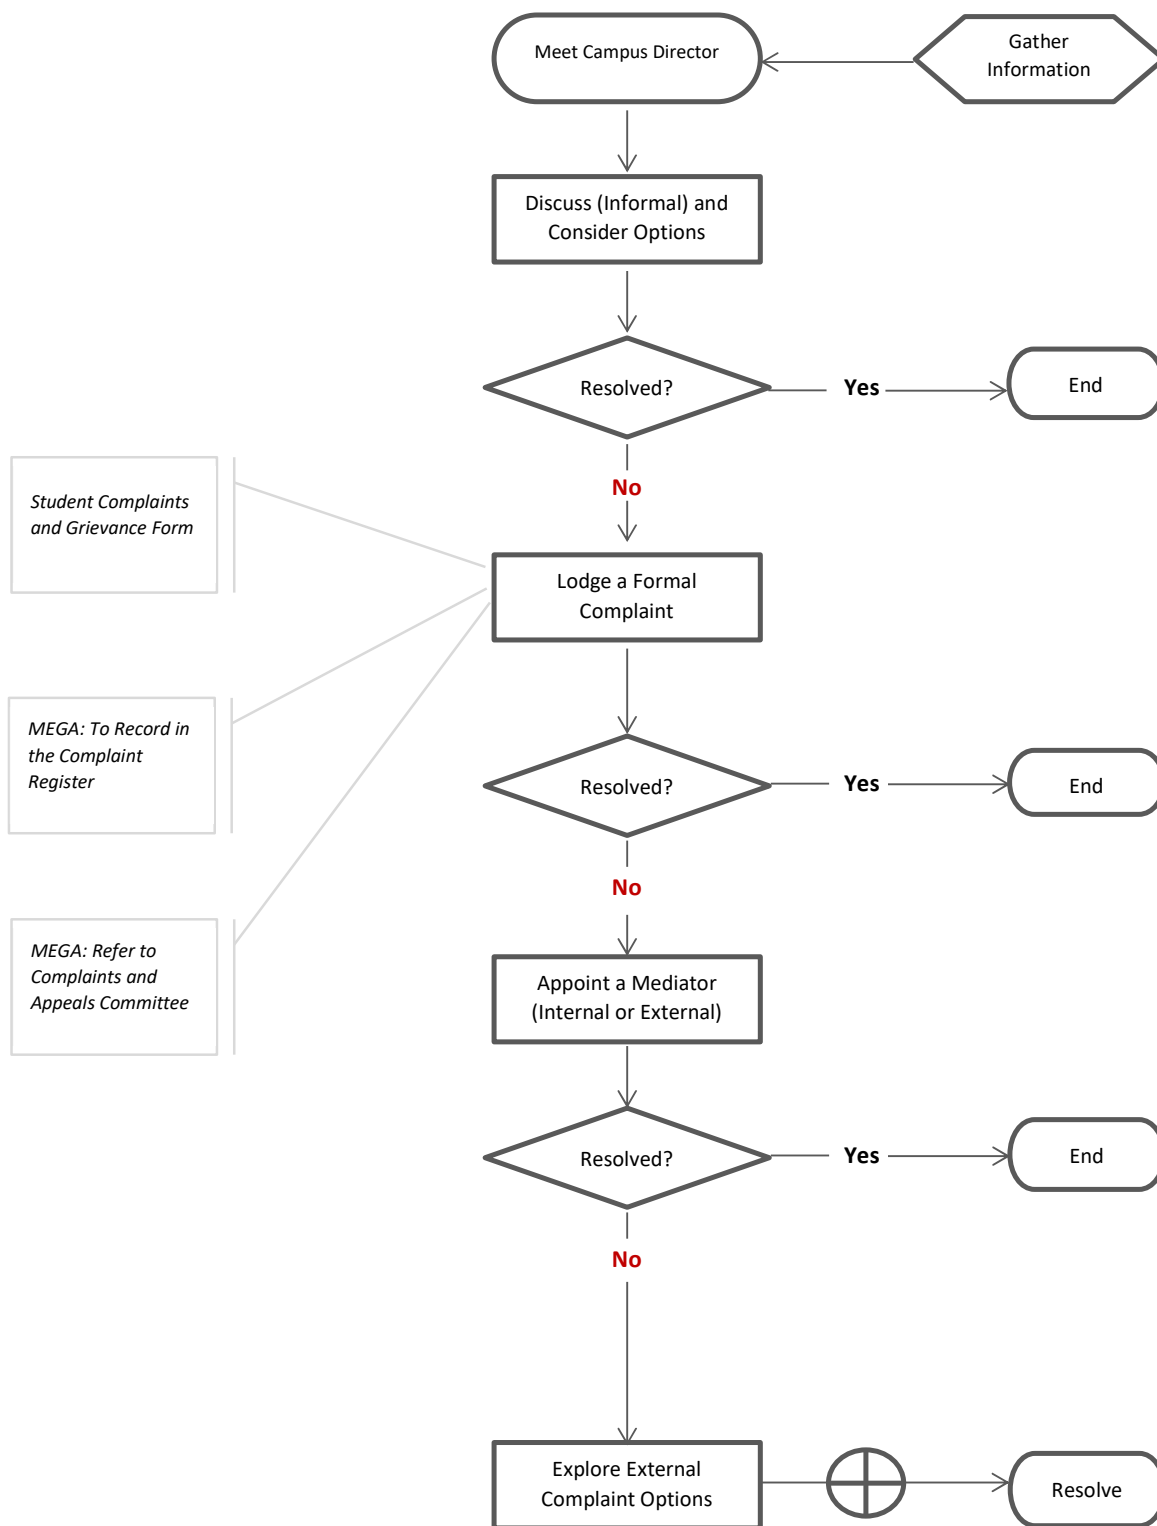 Meet Campus Director
Gather
Information
Discuss (Informal) and
Consider Options
Resolved?
Yes
End
No
Student Complaints
and Grievance Form
Lodge a Formal
Complaint
MEGA: To Record in
the Complaint
Register
Resolved?
Yes
End
No
MEGA: Refer to
Complaints and
Appeals Committee
Appoint a Mediator
(Internal or External)
Resolved?
Yes
End
No
Explore External
Complaint Options
Resolve